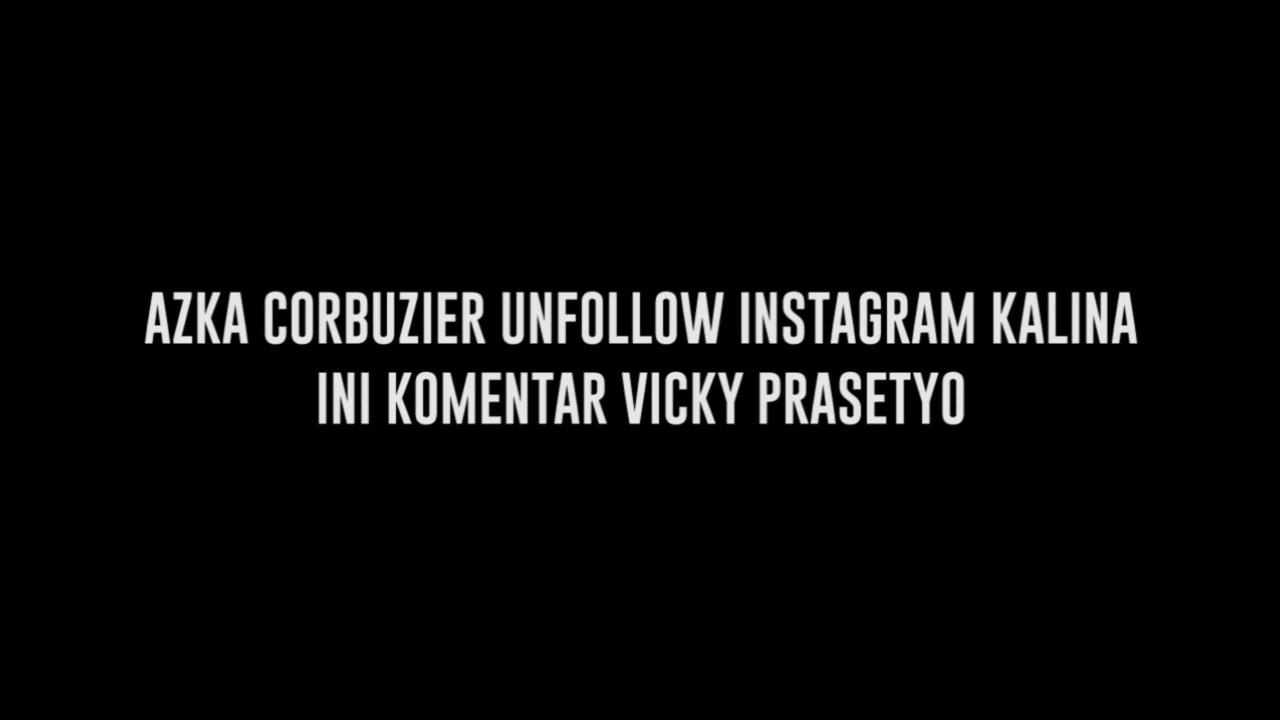 AZKA CORBUZIER UNFOLLOW INSTAGRAM KALINA
INI KOMENTAR VICKY PRASETYO